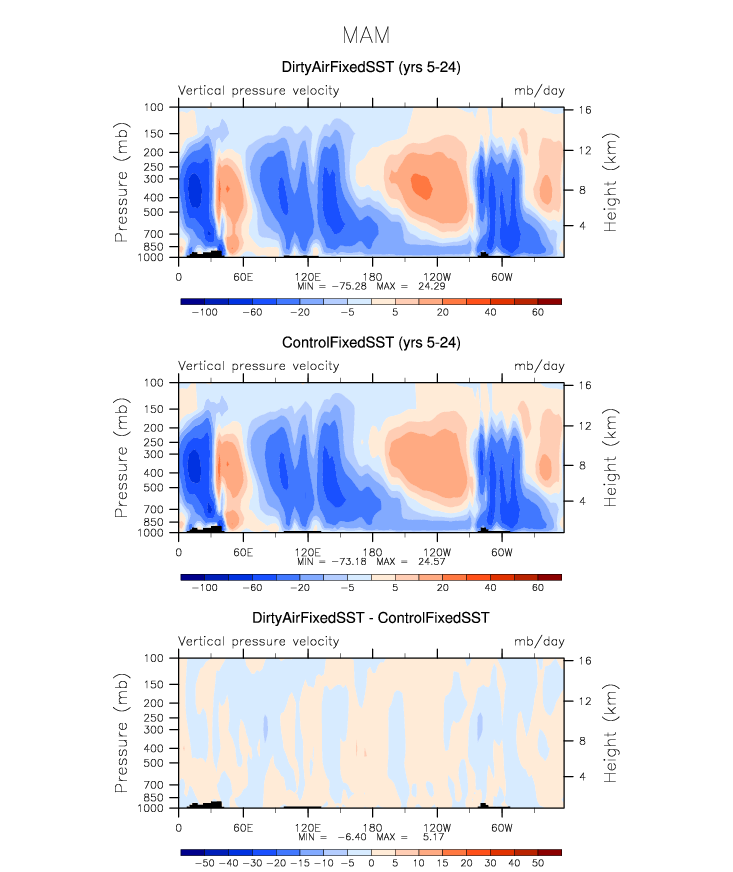 MAM
DirtyAirFixedSST (yrs 5-24)
Vertical pressure velocity mb/day
Pressure (mb)
100
150
200
250
300
400
500
700
850
1000
16
12
8
4
Height (km)
0 60E 120E 180 120W 60W
MIN = -75.28 MAX = 24.29
-100 -60 -20 -5 5 20 40 60
ControlFixedSST (yrs 5-24)
Vertical pressure velocity mb/day
Pressure (mb)
100
150
200
250
300
400
500
700
850
1000
16
12
8
4
Height (km)
0 60E 120E 180 120W 60W
MIN = -73.18 MAX = 24.57
-100 -60 -20 -5 5 20 40 60
DirtyAirFixedSST - ControlFixedSST
Vertical pressure velocity mb/day
Pressure (mb)
100
150
200
250
300
400
500
700
850
1000
16
12
8
4
Height (km)
0 60E 120E 180 120W 60W
MIN = -6.40 MAX = 5.17
-50 -40 -30 -20 -15 -10 -5 0 5 10 15 20 30 40 50